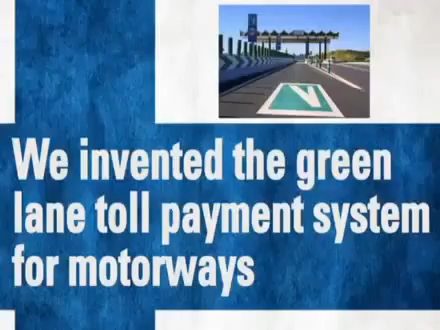 We invented the green
lane toll payment system
for motorways